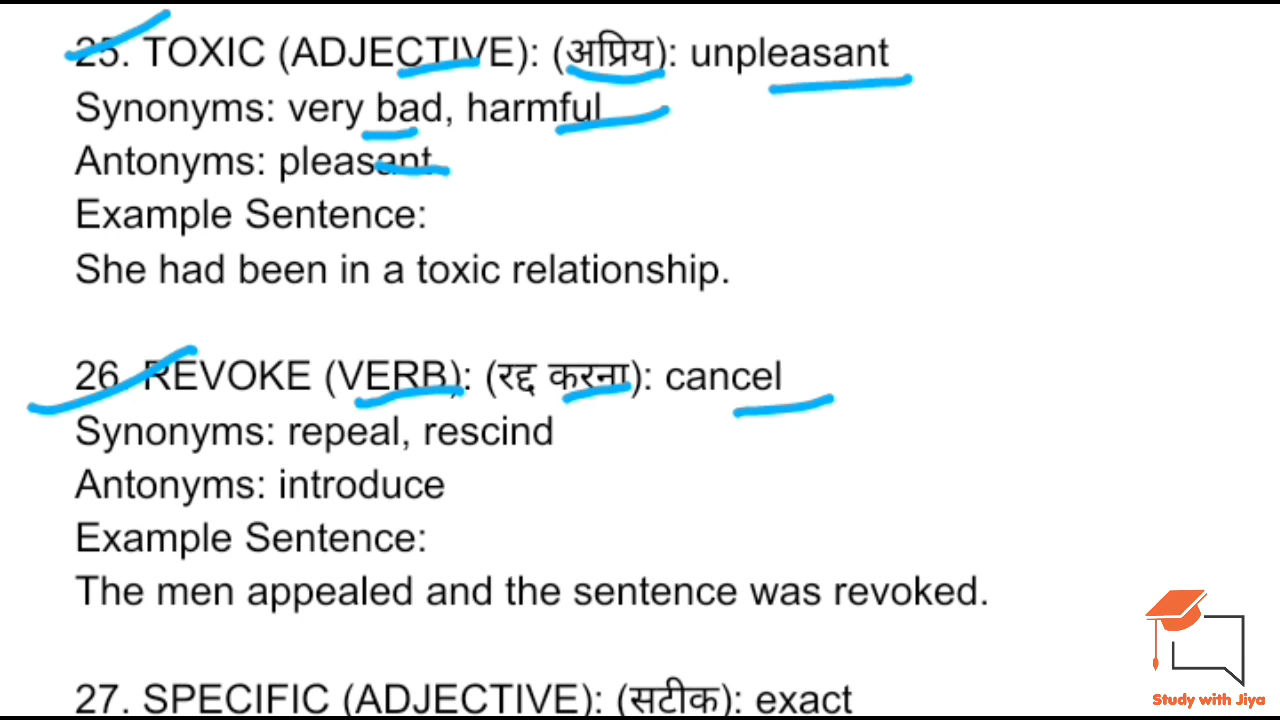 25. TOXIC (ADJECTIVE): (अप्रिय): unpleasant
Synonyms: very bad, harmful
Antonyms: pleasant
Example Sentence:
She had been in a toxic relationship.
26. REVOKE (VERB): (रद्द करना): cancel
Synonyms: repeal, rescind
Antonyms: introduce
Example Sentence:
The men appealed and the sentence was revoked.
27. SPECIFIC (ADJECTIVE): (सटीक): exact
Study with Jiya